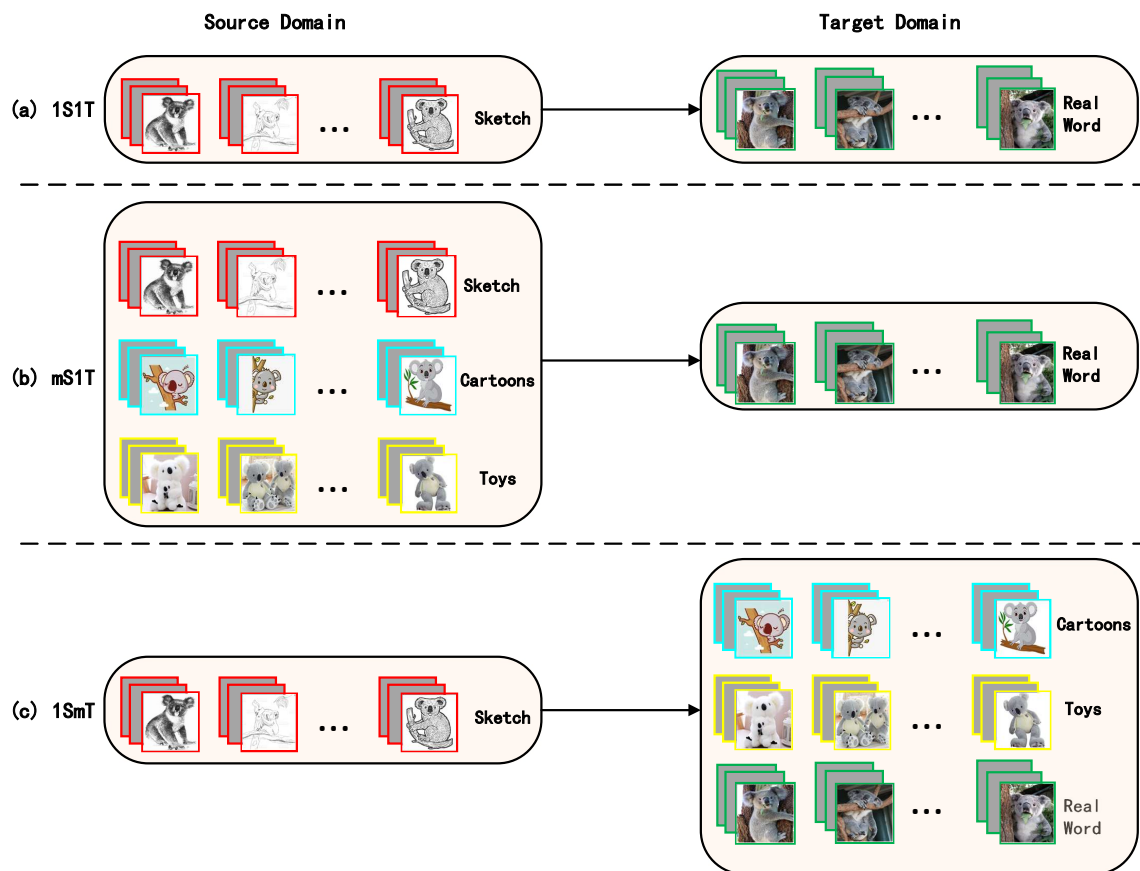 Source Domain
Target Domain
(a) 1S1T
...
Sketch
...
Real
Word
...
Sketch
(b) mS1T
...
Cartoons
...
Real
Word
...
Toys
...
Cartoons
(c) 1SmT
...
Sketch
...
Toys
...
Real
Word